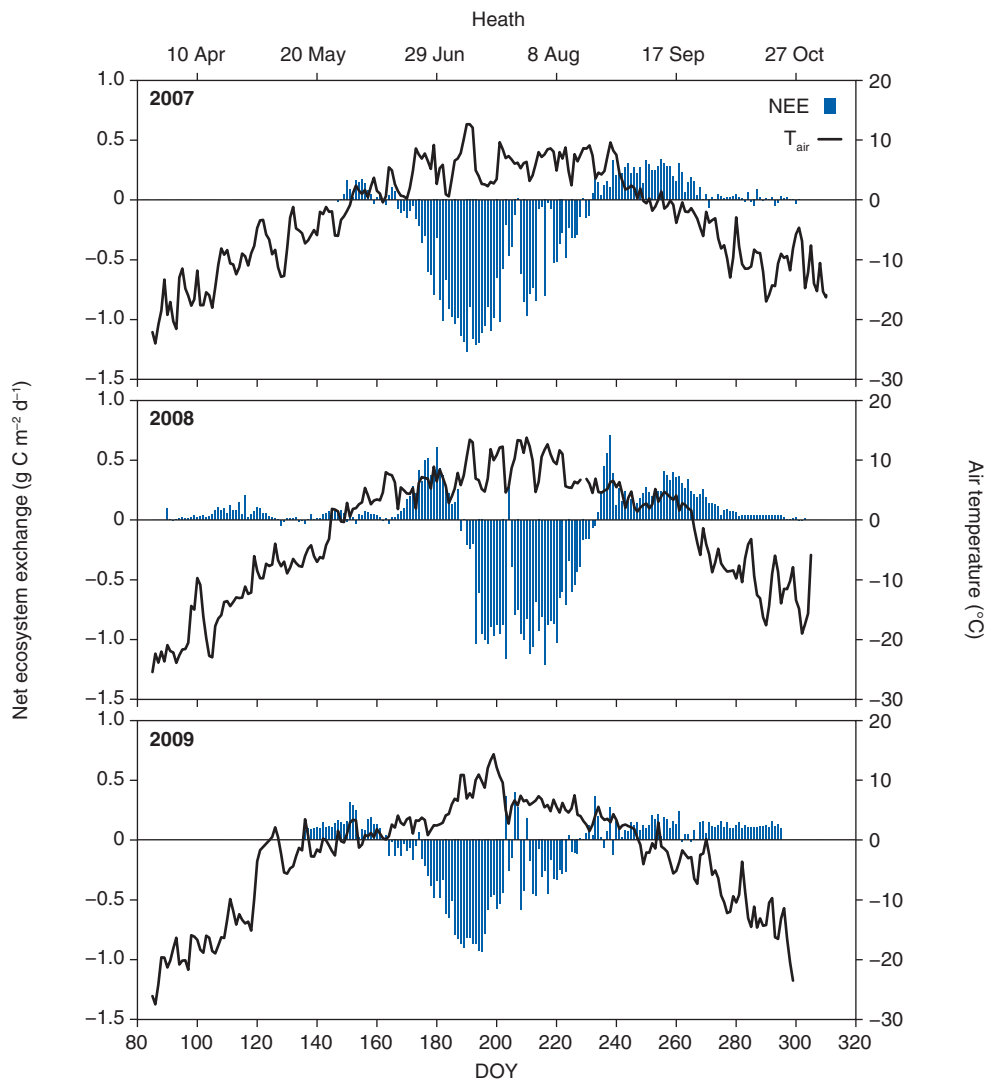 Heath
10 Apr 20 May 29 Jun 8 Aug 17 Sep 27 Oct
1.0 20
2007
NEE
0.5 10
T_air
0 0
−0.5 −10
−1.0 −20
−1.5 −30
1.0 20
2008
0.5 10
0 0
−0.5 −10
−1.0 −20
−1.5 −30
1.0 20
2009
0.5 10
0 0
−0.5 −10
−1.0 −20
−1.5 −30
80 100 120 140 160 180 200 220 240 260 280 300 320
DOY
Net ecosystem exchange (g C m⁻² d⁻¹)
Air temperature (°C)